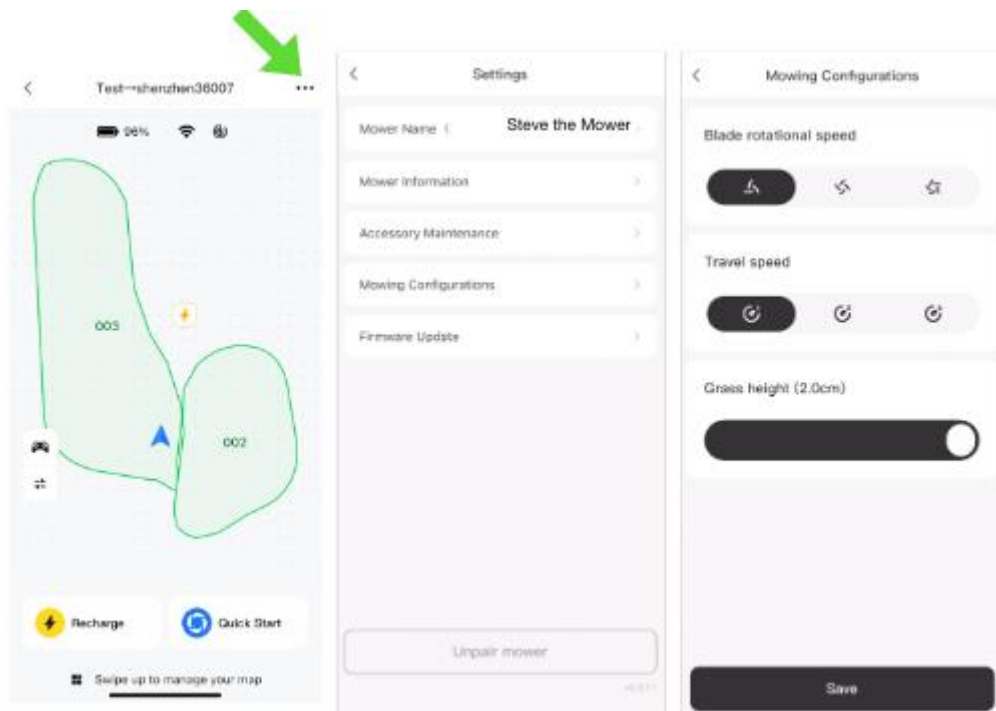 Test-shenzhen36007
96%
003
002
Recharge
Quick Start
Swipe up to manage your map
Settings
Mower Name
Steve the Mower
Mower Information
Accessory Maintenance
Mowing Configurations
Firmware Update
Unpair mower
Mowing Configurations
Blade rotational speed
Travel speed
Grass height (2.0cm)
Save